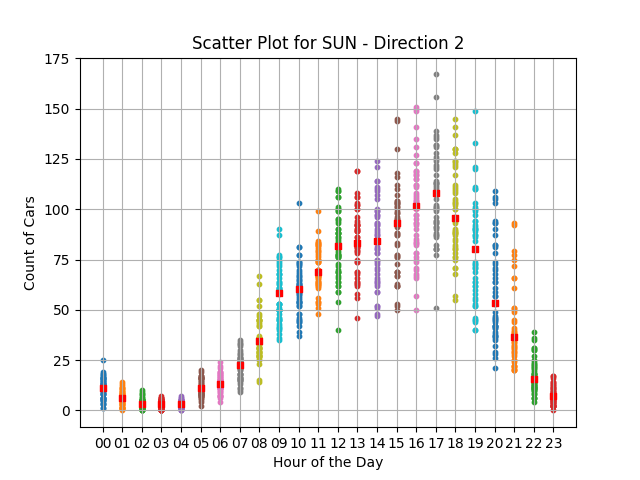 Scatter Plot for SUN - Direction 2
Count of Cars
175
150
125
100
75
50
25
0
00 01 02 03 04 05 06 07 08 09 10 11 12 13 14 15 16 17 18 19 20 21 22 23
Hour of the Day